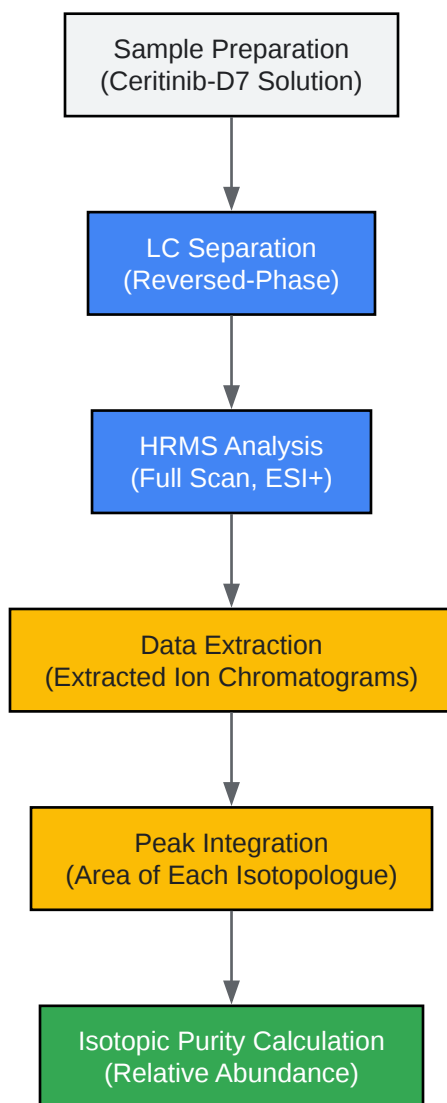 Sample Preparation
(Ceritinib-D7 Solution)
LC Separation
(Reversed-Phase)
HRMS Analysis
(Full Scan, ESI+)
Data Extraction
(Extracted Ion Chromatograms)
Peak Integration
(Area of Each Isotopologue)
Isotopic Purity Calculation
(Relative Abundance)